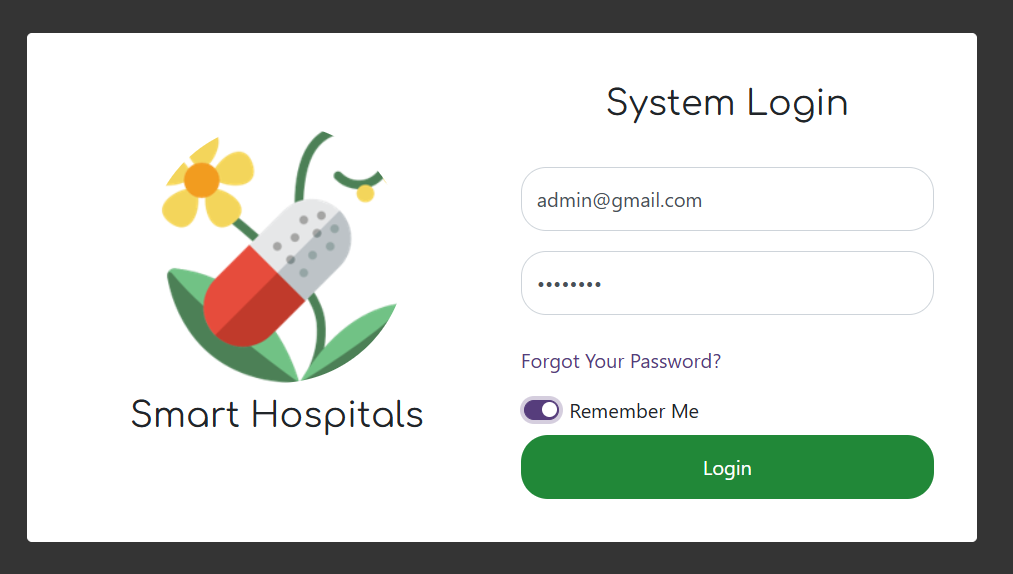 Smart Hospitals
System Login
admin@gmail.com
••••••••
Forgot Your Password?
Remember Me
Login